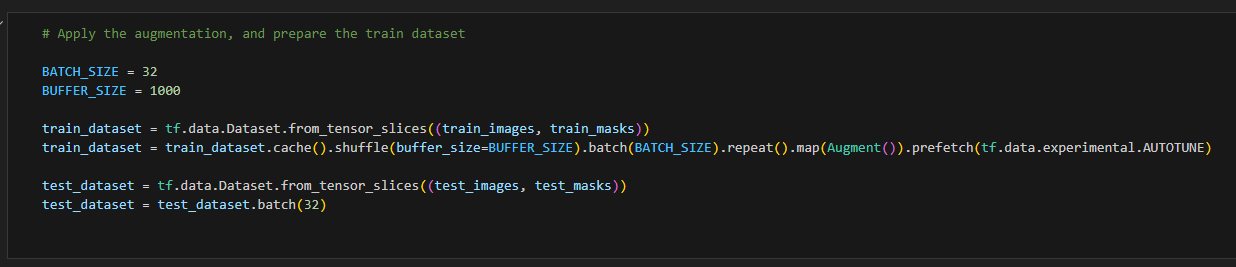 # Apply the augmentation, and prepare the train dataset
BATCH_SIZE = 32
BUFFER_SIZE = 1000
train_dataset = tf.data.Dataset.from_tensor_slices((train_images, train_masks))
train_dataset = train_dataset.cache().shuffle(buffer_size=BUFFER_SIZE).batch(BATCH_SIZE).repeat().map(Augment()).prefetch(tf.data.experimental.AUTOTUNE)
test_dataset = tf.data.Dataset.from_tensor_slices((test_images, test_masks))
test_dataset = test_dataset.batch(32)